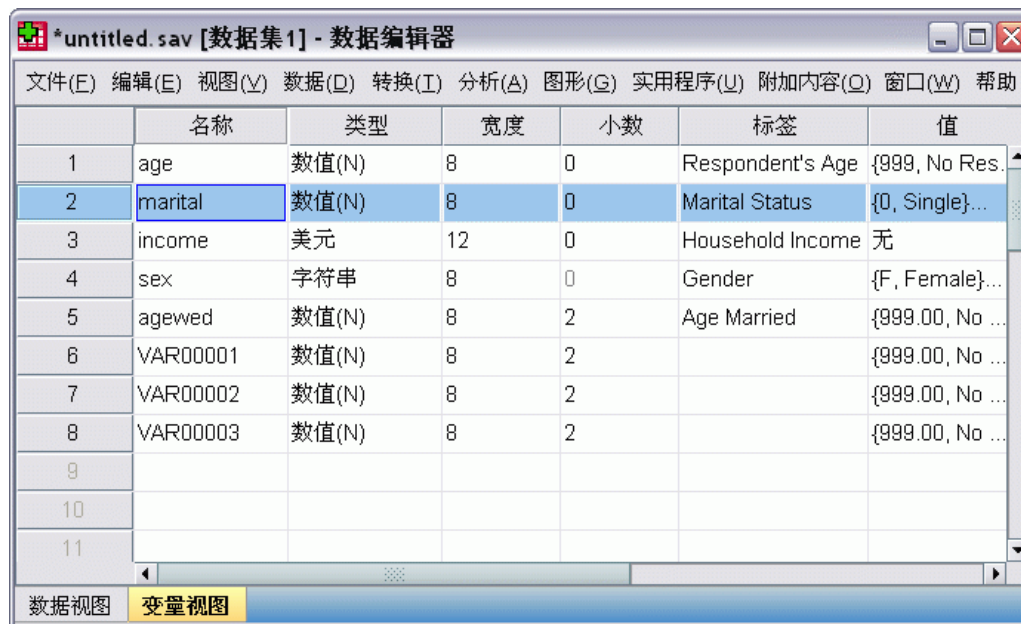 *untitled.sav [数据集1] - 数据编辑器
文件(F) 编辑(E) 视图(V) 数据(D) 转换(T) 分析(A) 图形(G) 实用程序(U) 附加内容(O) 窗口(W) 帮助
名称 类型 宽度 小数 标签 值
1 age 数值(N) 8 0 Respondent's Age {999, No Res...
2 marital 数值(N) 8 0 Marital Status {0, Single}...
3 income 美元 12 0 Household Income 无
4 sex 字符串 8 0 Gender {F, Female}...
5 agewed 数值(N) 8 2 Age Married {999.00, No ...
6 VAR00001 数值(N) 8 2 {999.00, No ...
7 VAR00002 数值(N) 8 2 {999.00, No ...
8 VAR00003 数值(N) 8 2 {999.00, No ...
9
10
11
数据视图 变量视图